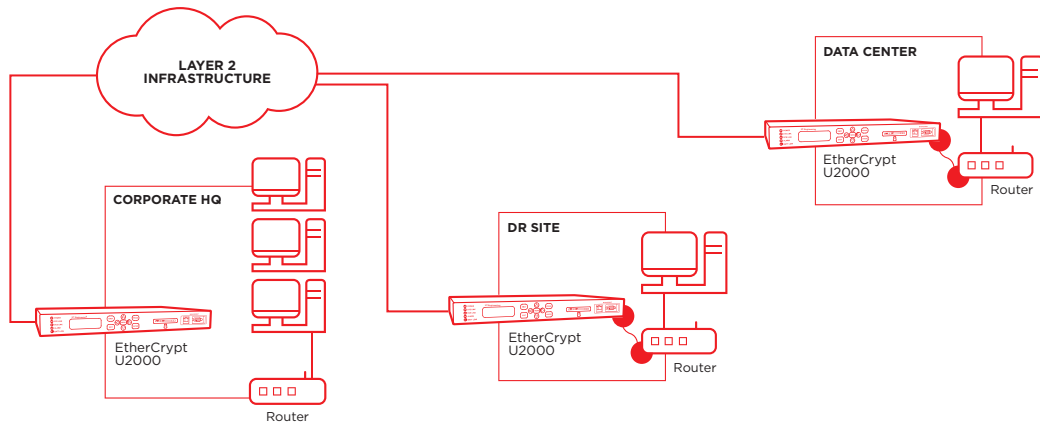 LAYER 2
INFRASTRUCTURE
DATA CENTER
EtherCrypt
U2000
Router
CORPORATE HQ
EtherCrypt
U2000
Router
DR SITE
EtherCrypt
U2000
Router